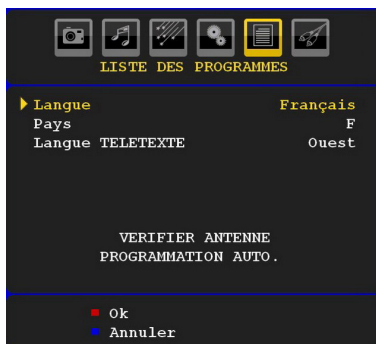 LISTE DES PROGRAMMES
Langue Français
Pays F
Langue TELETEXTE Ouest
VERIFIER ANTENNE
PROGRAMMATION AUTO.
Ok
Annuler